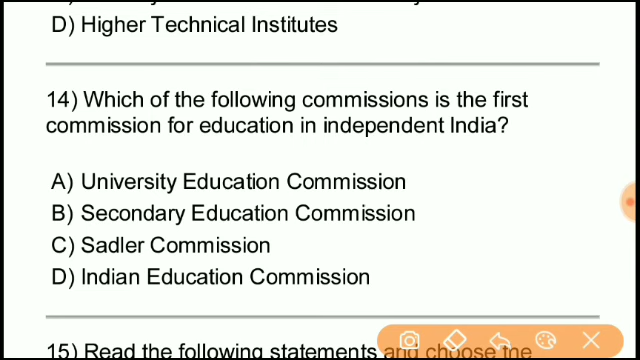 D) Higher Technical Institutes
14) Which of the following commissions is the first
commission for education in independent India?
A) University Education Commission
B) Secondary Education Commission
C) Sadler Commission
D) Indian Education Commission
15) Read the following statements and choose the